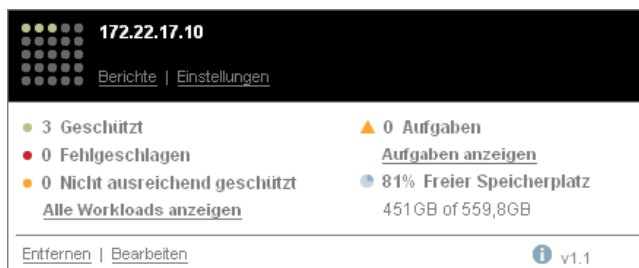 172.22.17.10
Berichte | Einstellungen
3 Geschützt
0 Fehlgeschlagen
0 Nicht ausreichend geschützt
Alle Workloads anzeigen
0 Aufgaben
Aufgaben anzeigen
81% Freier Speicherplatz
451GB of 559,8GB
Entfernen | Bearbeiten
v1.1